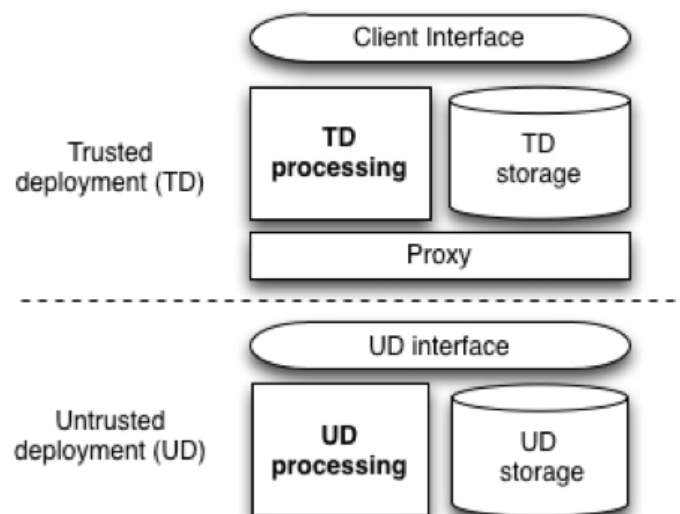 Client Interface
Trusted
deployment (TD)
TD
processing
TD
storage
Proxy
UD interface
Untrusted
deployment (UD)
UD
processing
UD
storage